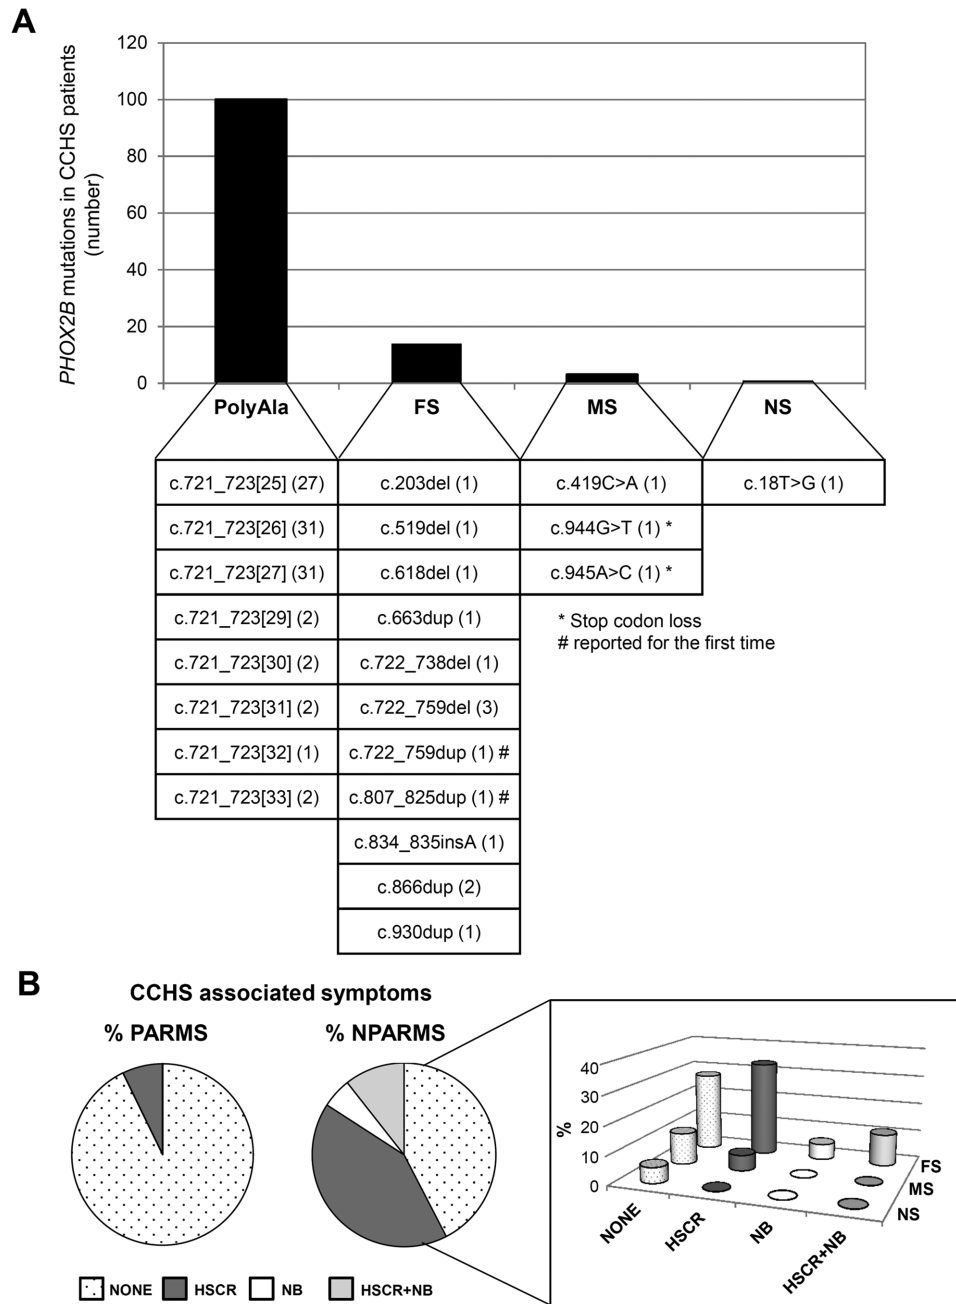 A
PHOX2B mutations in CCHS patients
(number)
120
100
80
60
40
20
0
PolyAla FS MS NS
c.721_723[25] (27) c.203del (1) c.419C>A (1) c.18T>G (1)
c.721_723[26] (31) c.519del (1) c.944G>T (1) *
c.721_723[27] (31) c.618del (1) c.945A>C (1) *
c.721_723[29] (2) c.663dup (1)
* Stop codon loss
# reported for the first time
c.721_723[30] (2) c.722_738del (1)
c.721_723[31] (2) c.722_759del (3)
c.721_723[32] (1) c.722_759dup (1) #
c.721_723[33] (2) c.807_825dup (1) #
c.834_835insA (1)
c.866dup (2)
c.930dup (1)
B
CCHS associated symptoms
% PARMS % NPARMS
%
40
30
20
10
0
FS
MS
NS
NONE HSCR NB HSCR+NB
NONE HSCR NB HSCR+NB